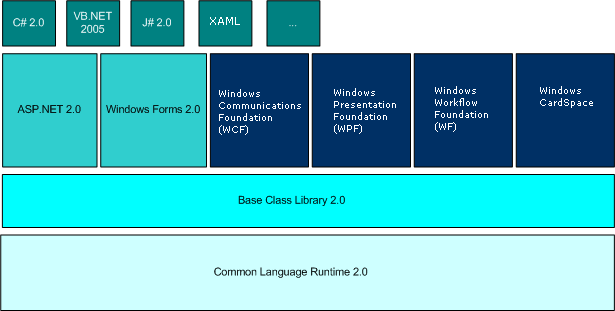 C# 2.0
VB.NET
2005
J# 2.0
XAML
...
ASP.NET 2.0
Windows Forms 2.0
Windows
Communications
Foundation
(WCF)
Windows
Presentation
Foundation
(WPF)
Windows
Workflow
Foundation
(WF)
Windows
CardSpace
Base Class Library 2.0
Common Language Runtime 2.0